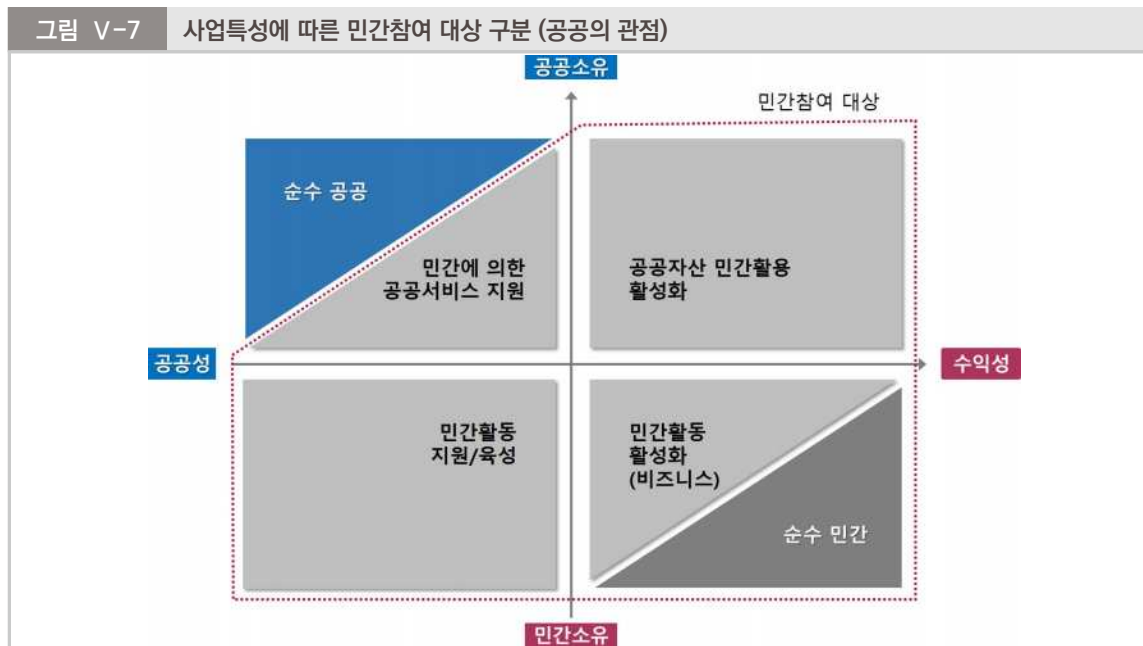 그림 Ⅴ-7 사업특성에 따른 민간참여 대상 구분 (공공의 관점)
공공소유
민간참여 대상
순수 공공
민간에 의한
공공서비스 지원
공공자산 민간활용
활성화
공공성
수익성
민간활동
지원/육성
민간활동
활성화
(비즈니스)
순수 민간
민간소유